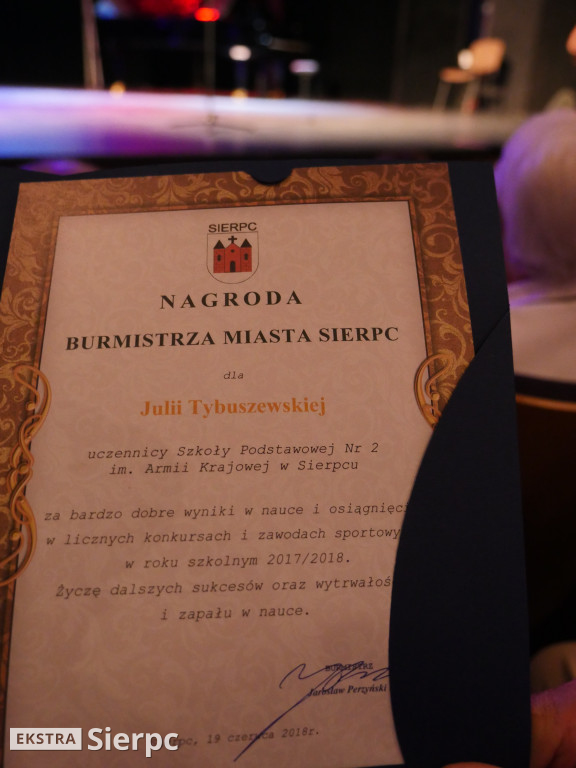 SIERPC
NAGRODA
BURMISTRZA MIASTA SIERPC
dla
Julii Tybuszewskiej
uczennicy Szkoły Podstawowej Nr 2
im. Armii Krajowej w Sierpcu
za bardzo dobre wyniki w nauce i osiągnięc
w licznych konkursach i zawodach sportowy
w roku szkolnym 2017/2018.
Życzę dalszych sukcesów oraz wytrwałoś
i zapału w nauce.
BURMISTRZ
Jarosław Perzyński
pc, 19 czerwca 2018r.
EKSTRA Sierpc